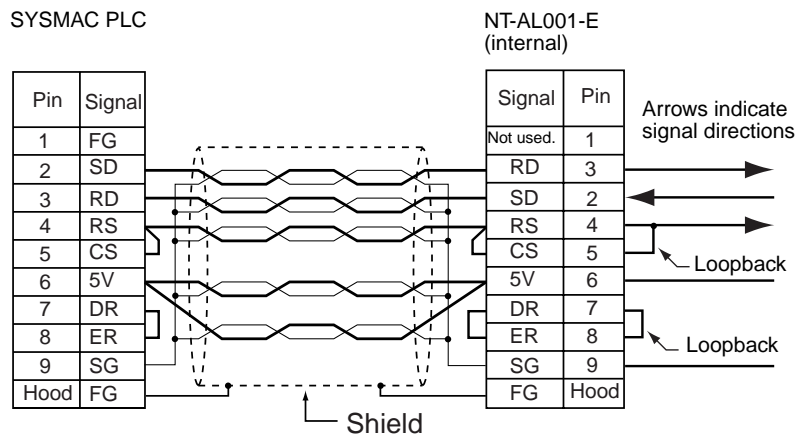 SYSMAC PLC
NT-AL001-E
(internal)
Pin Signal
1 FG
2 SD
3 RD
4 RS
5 CS
6 5V
7 DR
8 ER
9 SG
Hood FG
Signal Pin
Not used. 1
RD 3
SD 2
RS 4
CS 5
5V 6
DR 7
ER 8
SG 9
FG Hood
Arrows indicate
signal directions
Loopback
Loopback
Shield